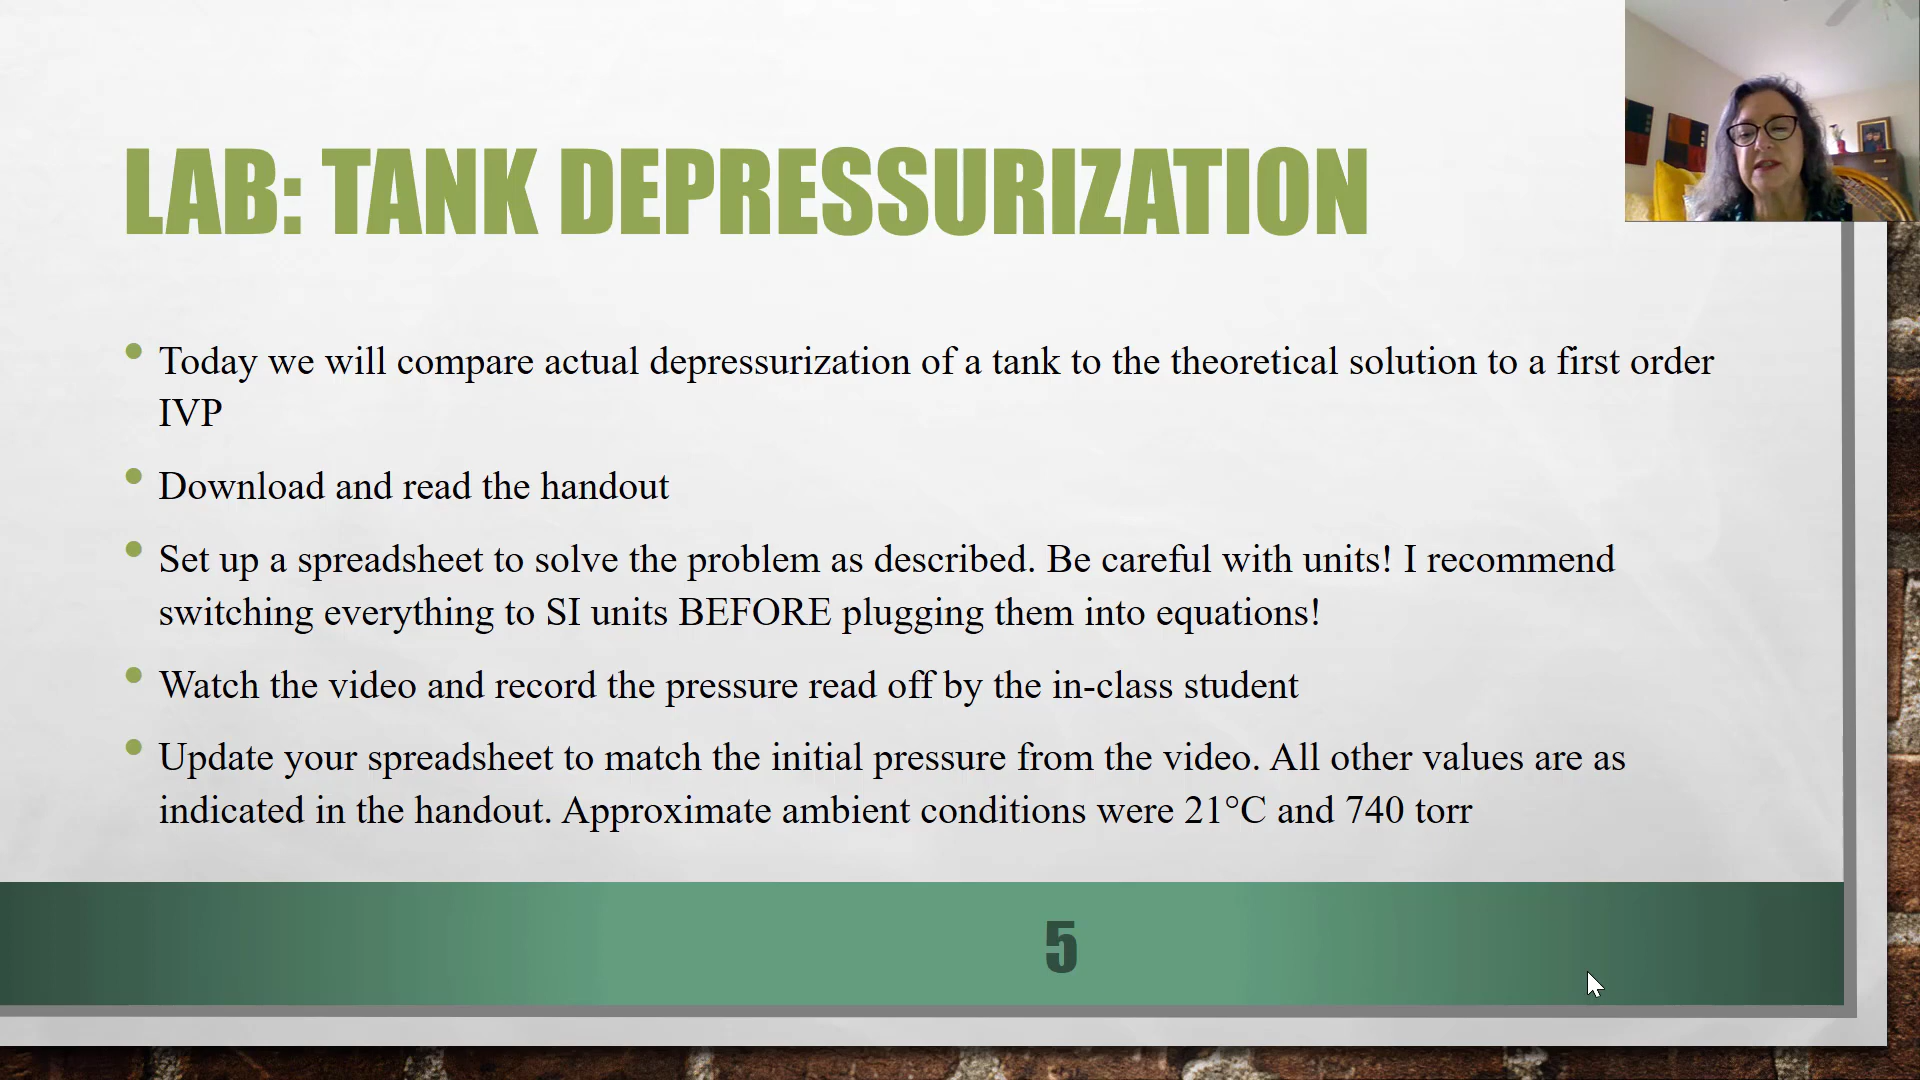 LAB: TANK DEPRESSURIZATION
• Today we will compare actual depressurization of a tank to the theoretical solution to a first order
IVP
• Download and read the handout
• Set up a spreadsheet to solve the problem as described. Be careful with units! I recommend
switching everything to SI units BEFORE plugging them into equations!
• Watch the video and record the pressure read off by the in-class student
• Update your spreadsheet to match the initial pressure from the video. All other values are as
indicated in the handout. Approximate ambient conditions were 21°C and 740 torr
5